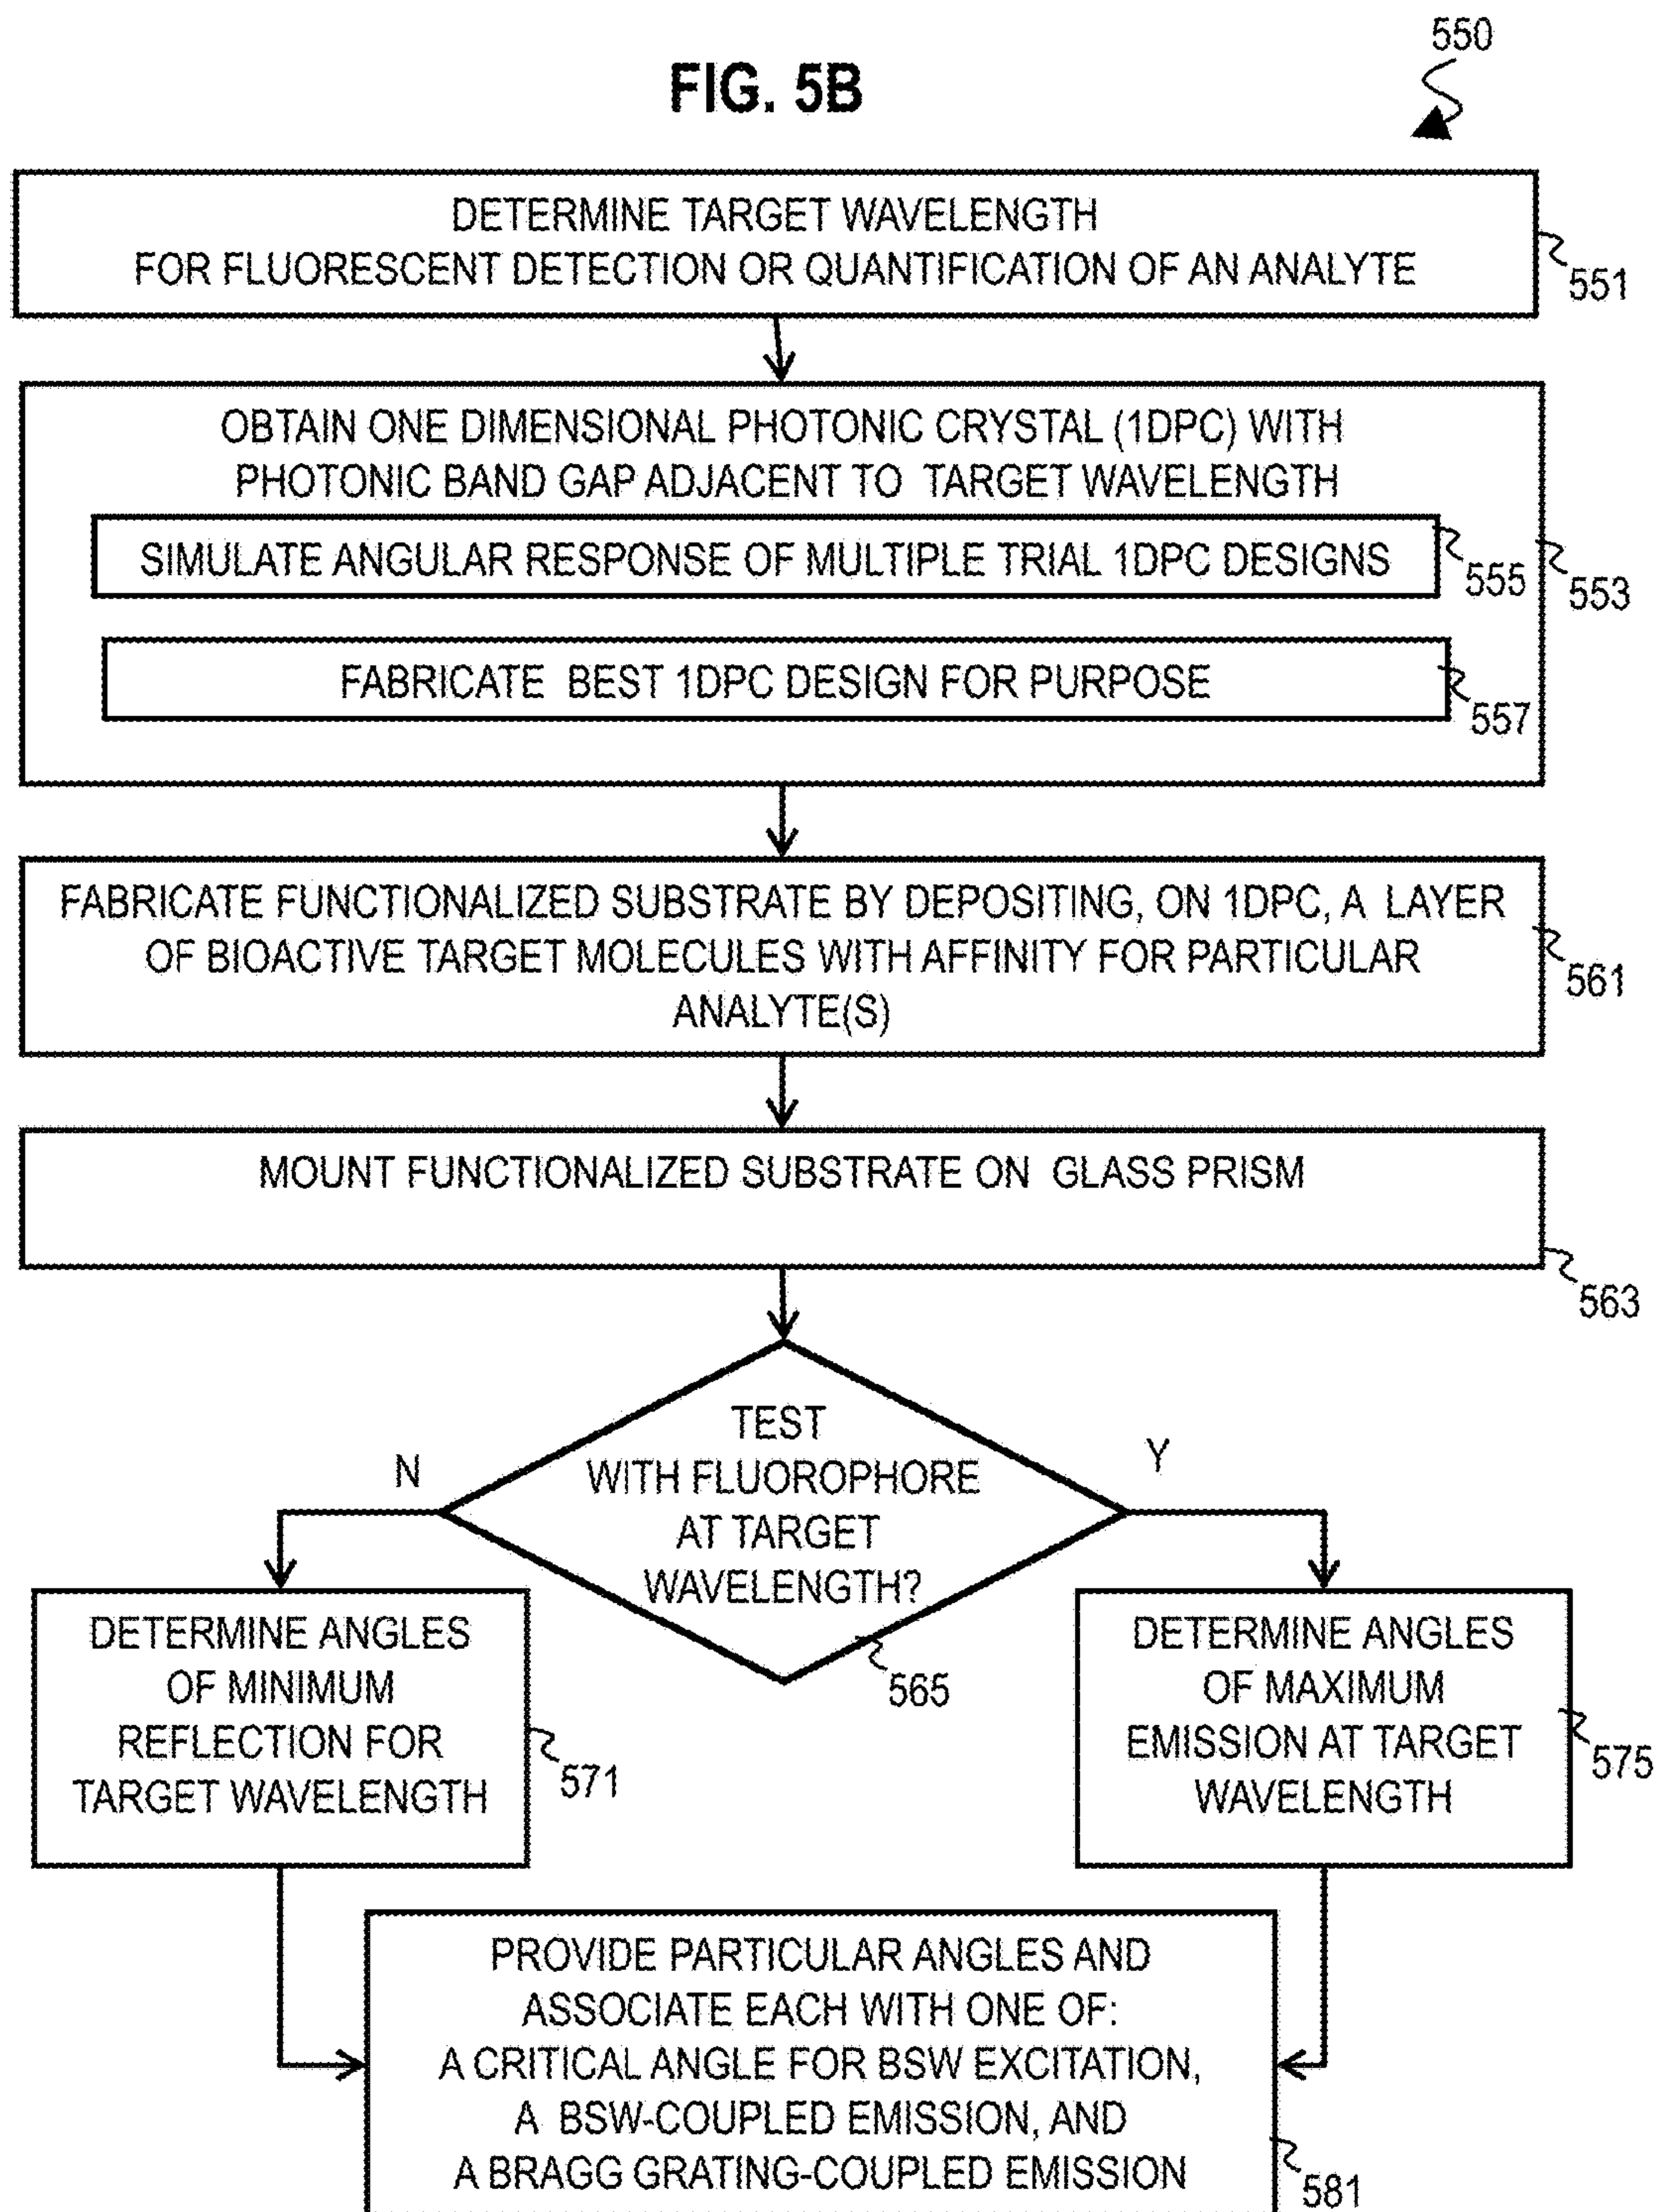 550
FIG. 5B
DETERMINE TARGET WAVELENGTH
FOR FLUORESCENT DETECTION OR QUANTIFICATION OF AN ANALYTE
551
OBTAIN ONE DIMENSIONAL PHOTONIC CRYSTAL (1DPC) WITH
PHOTONIC BAND GAP ADJACENT TO TARGET WAVELENGTH
SIMULATE ANGULAR RESPONSE OF MULTIPLE TRIAL 1DPC DESIGNS
555
553
FABRICATE BEST 1DPC DESIGN FOR PURPOSE
557
FABRICATE FUNCTIONALIZED SUBSTRATE BY DEPOSITING, ON 1DPC, A LAYER
OF BIOACTIVE TARGET MOLECULES WITH AFFINITY FOR PARTICULAR
ANALYTE(S)
561
MOUNT FUNCTIONALIZED SUBSTRATE ON GLASS PRISM
563
TEST
WITH FLUOROPHORE
AT TARGET
WAVELENGTH?
565
N
Y
DETERMINE ANGLES
OF MINIMUM
REFLECTION FOR
TARGET WAVELENGTH
571
DETERMINE ANGLES
OF MAXIMUM
EMISSION AT TARGET
WAVELENGTH
575
PROVIDE PARTICULAR ANGLES AND
ASSOCIATE EACH WITH ONE OF:
A CRITICAL ANGLE FOR BSW EXCITATION,
A BSW-COUPLED EMISSION, AND
A BRAGG GRATING-COUPLED EMISSION
581